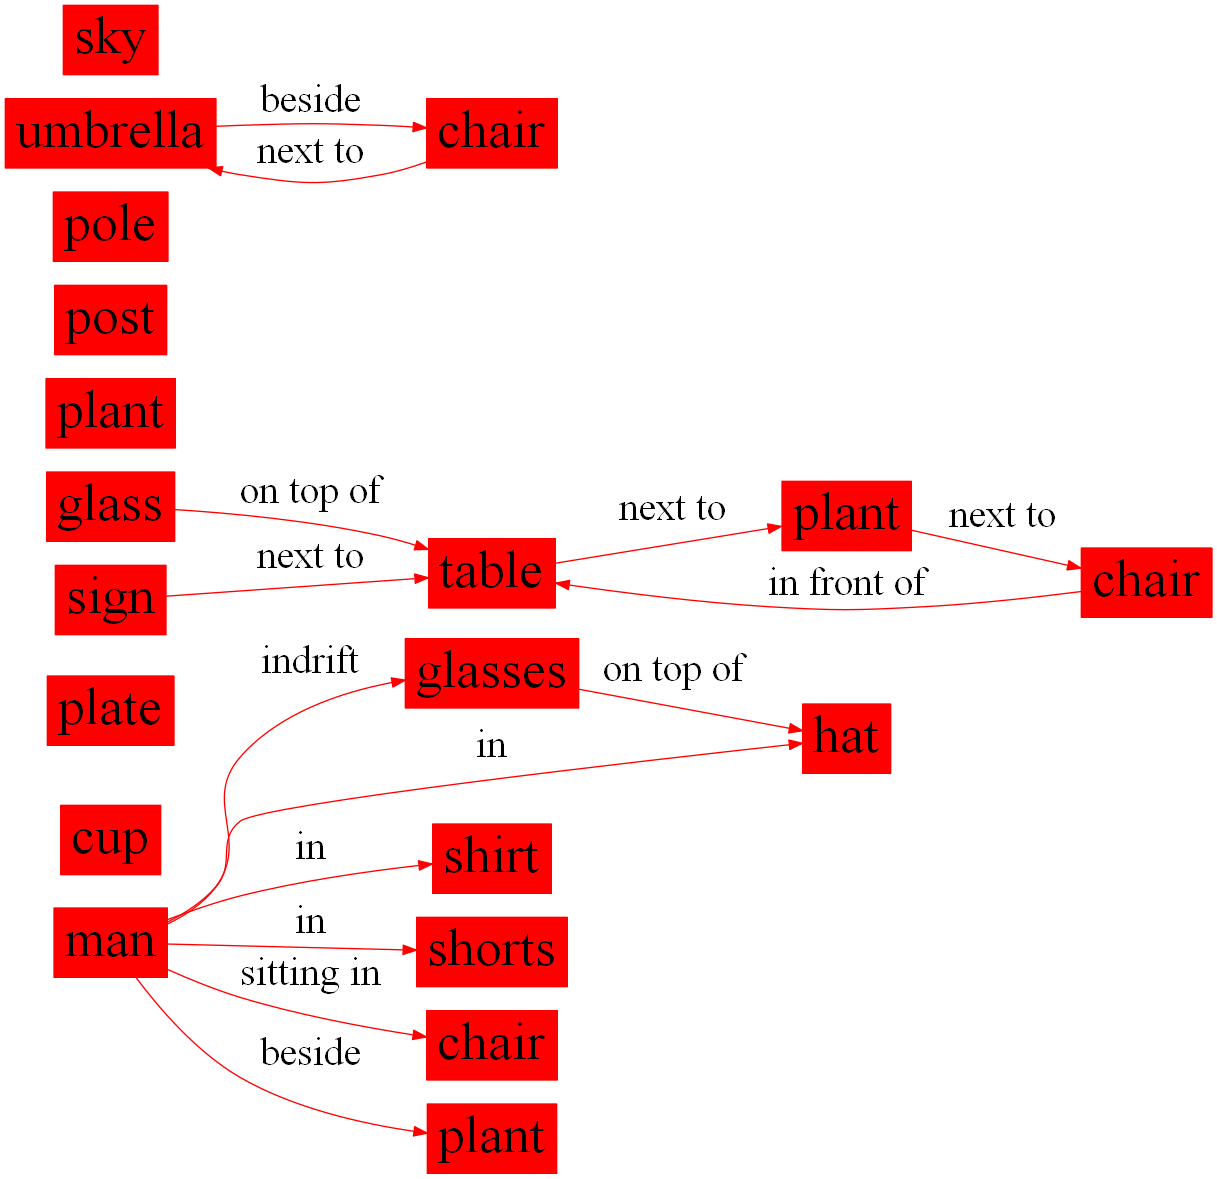 sky
beside
umbrella
chair
next to
pole
post
plant
on top of
glass
next to
plant
next to
next to
table
chair
in front of
sign
indrift
glasses
on top of
plate
in
hat
cup
in
shirt
man
in
shorts
sitting in
chair
beside
plant